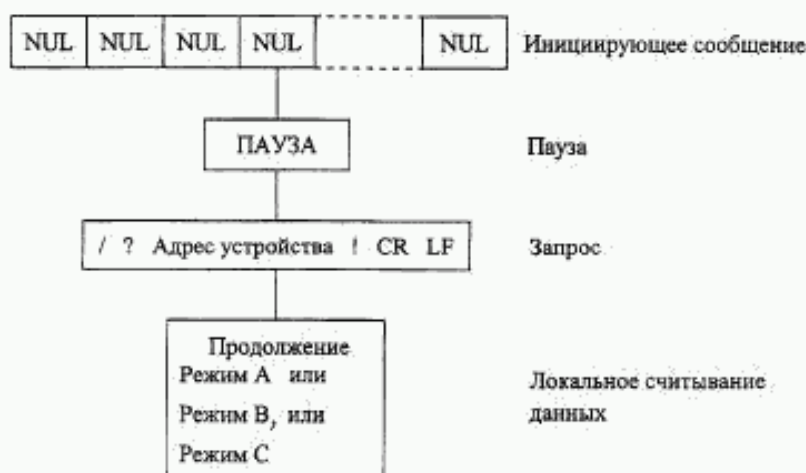 NUL NUL NUL NUL NUL Инициирующее сообщение
ПАУЗА Пауза
/ ? Адрес устройства ! CR LF Запрос
Продолжение
Режим А или
Режим В, или
Режим С
Локальное считывание
данных